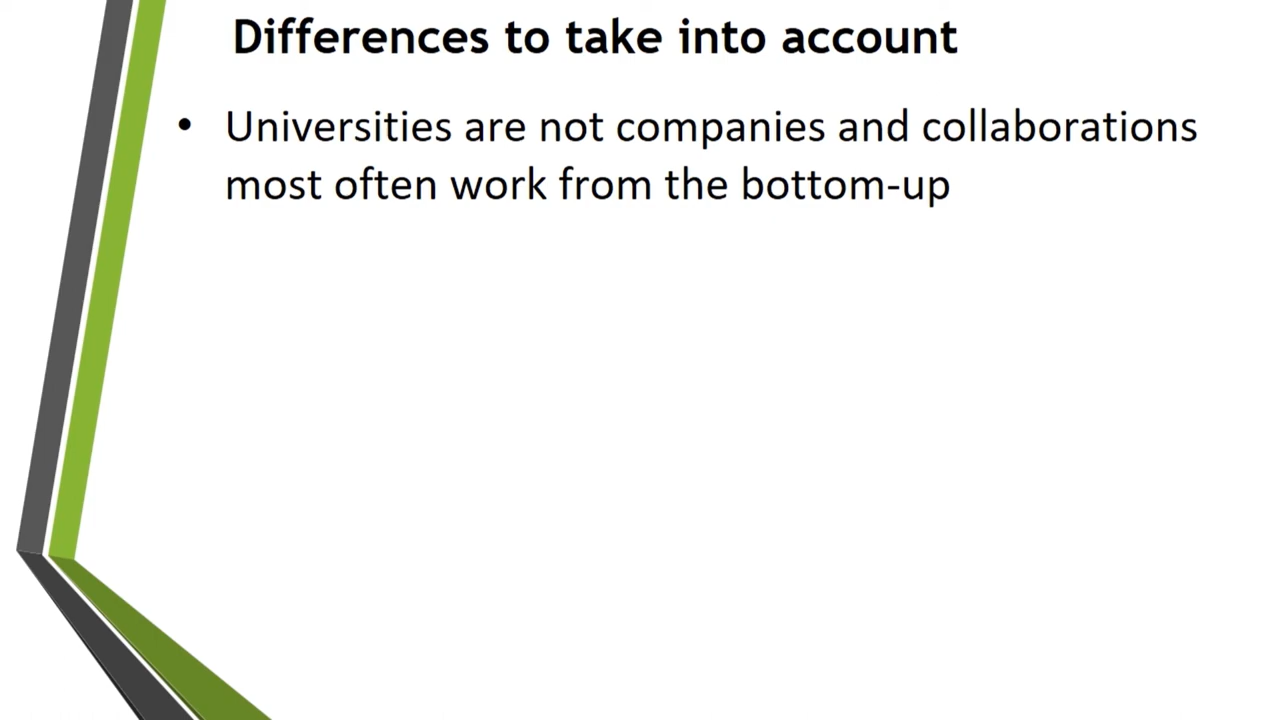 Differences to take into account
• Universities are not companies and collaborations
most often work from the bottom-up